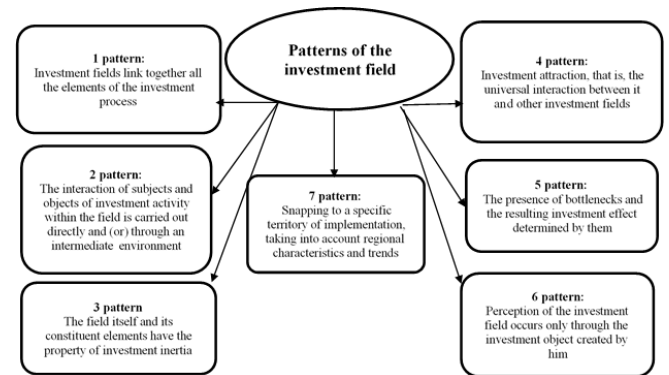 Patterns of the
investment field
1 pattern:
Investment fields link together all
the elements of the investment
process
2 pattern:
The interaction of subjects and
objects of investment activity
within the field is carried out
directly and (or) through an
intermediate environment
3 pattern
The field itself and its
constituent elements have the
property of investment inertia
7 pattern:
Snapping to a specific
territory of implementation,
taking into account regional
characteristics and trends
4 pattern:
Investment attraction, that is, the
universal interaction between it
and other investment fields
5 pattern:
The presence of bottlenecks and
the resulting investment effect
determined by them
6 pattern:
Perception of the investment
field occurs only through the
investment object created by
him